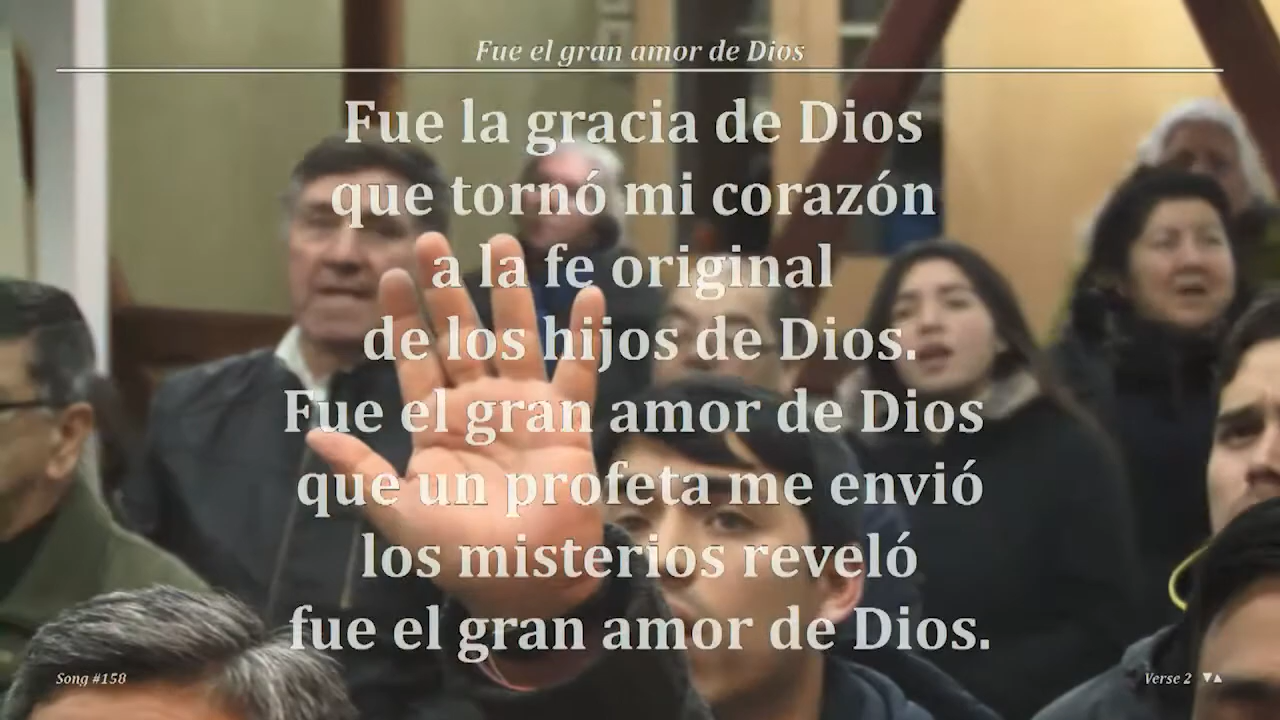 Fue el gran amor de Dios
Fue la gracia de Dios
que tornó mi corazón
a la fe original
de los hijos de Dios.
Fue el gran amor de Dios
que un profeta me envió
los misterios reveló
fue el gran amor de Dios.
Song #158
Verse 2 ▼▲